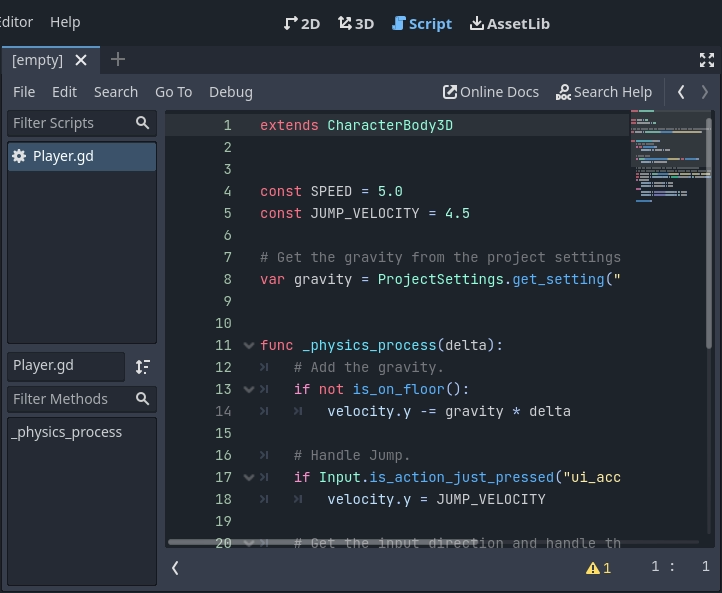 Editor Help 2D 3D Script AssetLib
[empty]
File Edit Search Go To Debug Online Docs Search Help
Filter Scripts
Player.gd
Player.gd
Filter Methods
_physics_process
1 extends CharacterBody3D
2
3
4 const SPEED = 5.0
5 const JUMP_VELOCITY = 4.5
6
7 # Get the gravity from the project settings
8 var gravity = ProjectSettings.get_setting("
9
10
11 func _physics_process(delta):
12 # Add the gravity.
13 if not is_on_floor():
14 velocity.y -= gravity * delta
15
16 # Handle Jump.
17 if Input.is_action_just_pressed("ui_acc
18 velocity.y = JUMP_VELOCITY
19
20 # Get the input direction and handle th
1 1 : 1